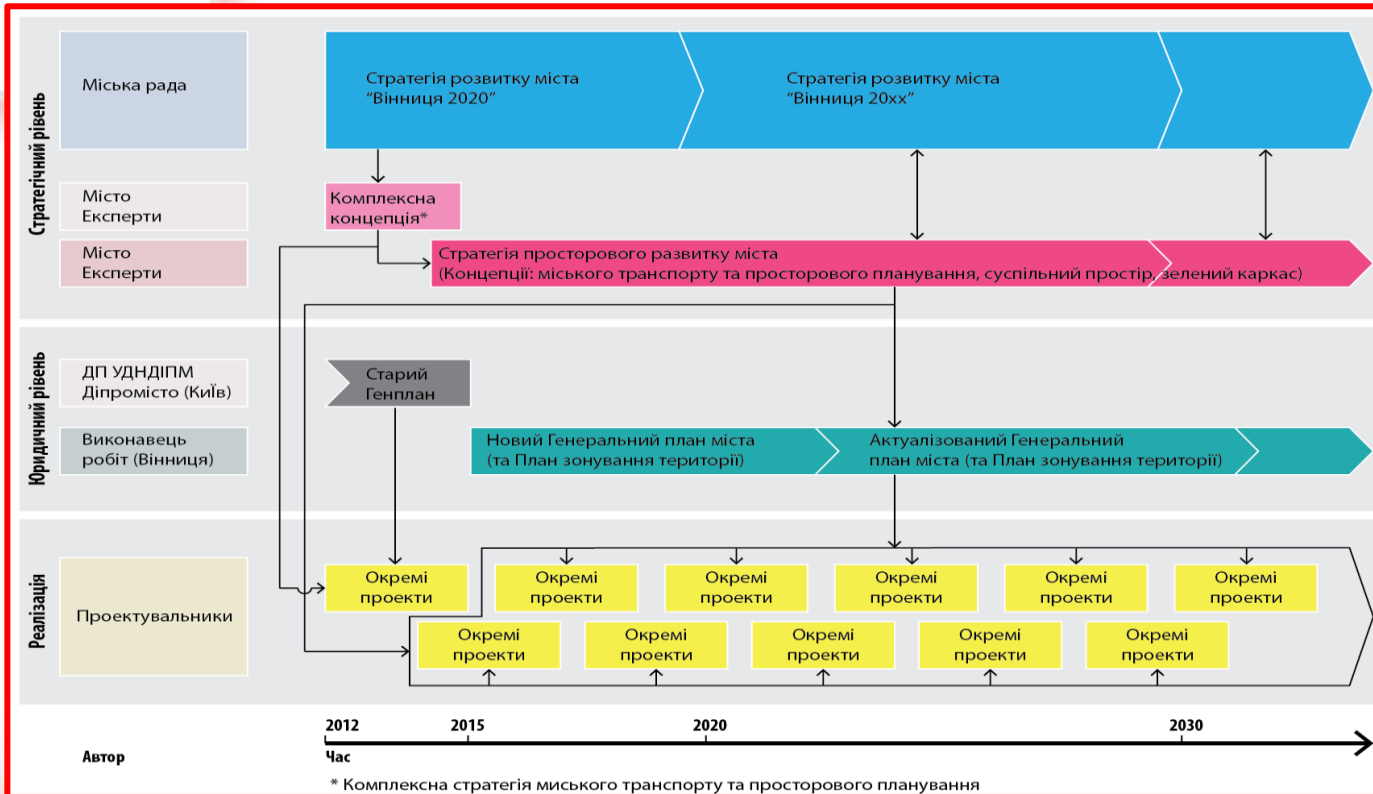 Стратегічний рівень
Міська рада
Стратегія розвитку міста
“Вінниця 2020”
Стратегія розвитку міста
“Вінниця 20xx”
Місто
Експерти
Комплексна
концепція*
Місто
Експерти
Стратегія просторового развитку міста
(Концепції: міського транспорту та просторового планування, суспільний простір, зелений каркас)
Юридичний рівень
ДП УДНДІПМ
Діпромісто (КиЇв)
Старий
Генплан
Виконавець
робіт (Вінниця)
Новий Генеральний план міста
(та План зонування території)
Актуалізований Генеральний
план міста (та План зонування території)
Реалізація
Проектувальники
Окремі
проекти
Окремі
проекти
Окремі
проекти
Окремі
проекти
Окремі
проекти
Окремі
проекти
Окремі
проекти
Окремі
проекти
Окремі
проекти
Окремі
проекти
Окремі
проекти
2012
2015
2020
2030
Автор
Час
* Комплексна стратегія миського транспорту та просторового планування